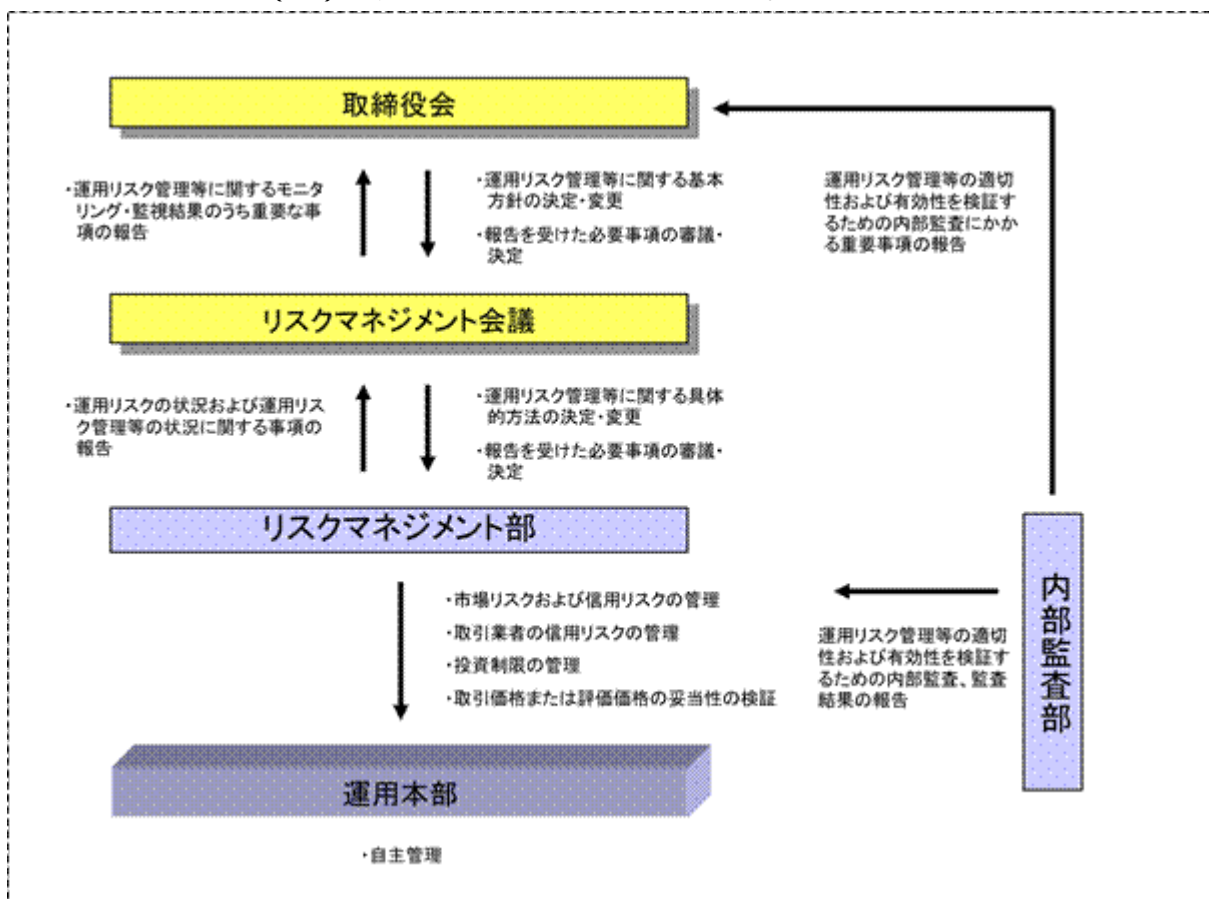 取締役会
・運用リスク管理等に関するモニ
タリング・監視結果のうち重要な事
項の報告
・運用リスク管理等に関する基本
方針の決定・変更
・報告を受けた必要事項の審議・
決定
運用リスク管理等の適切
性および有効性を検証す
るための内部監査にかか
る重要事項の報告
リスクマネジメント会議
・運用リスクの状況および運用リス
ク管理等の状況に関する事項の
報告
・運用リスク管理等に関する具体
的方法の決定・変更
・報告を受けた必要事項の審議・
決定
リスクマネジメント部
・市場リスクおよび信用リスクの管理
・取引業者の信用リスクの管理
・投資制限の管理
・取引価格または評価価格の妥当性の検証
運用リスク管理等の適切
性および有効性を検証す
るための内部監査、監査
結果の報告
内部監査部
運用本部
・自主管理